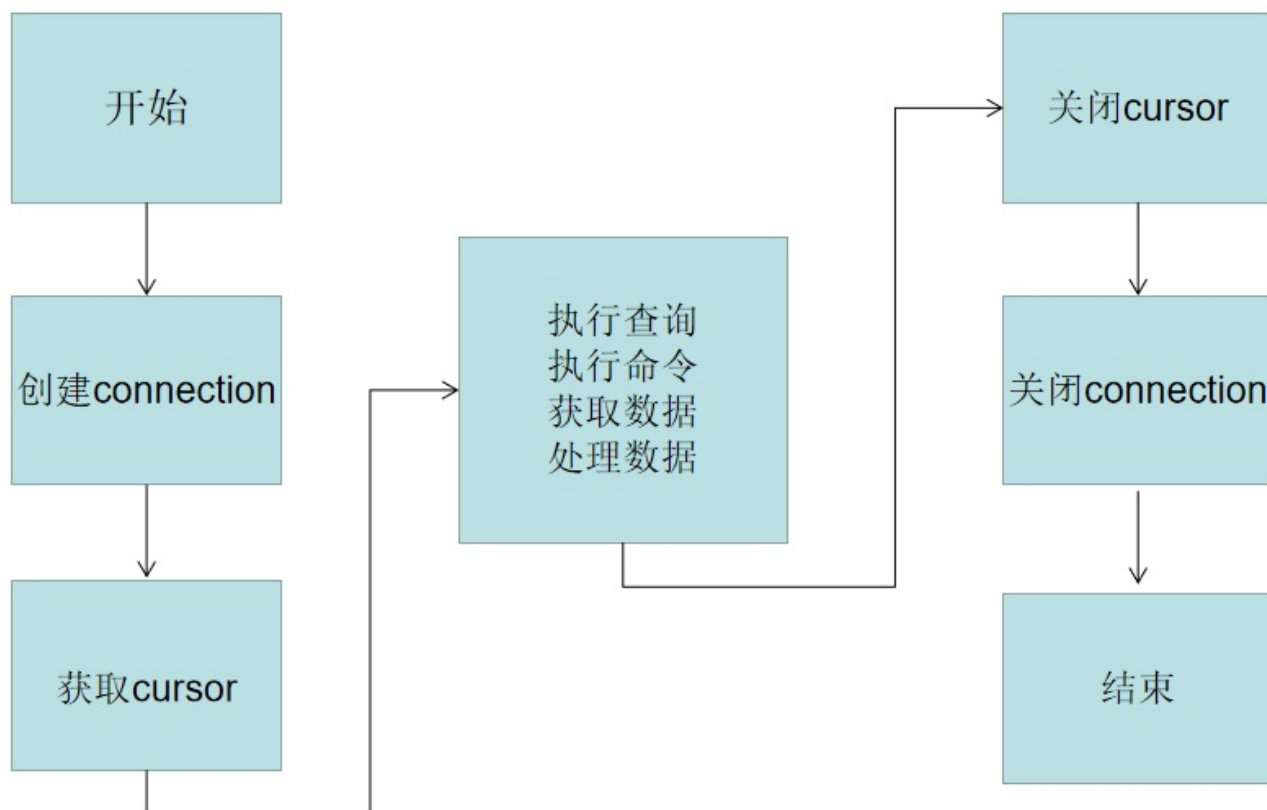 开始
创建connection
获取cursor
执行查询
执行命令
获取数据
处理数据
关闭cursor
关闭connection
结束